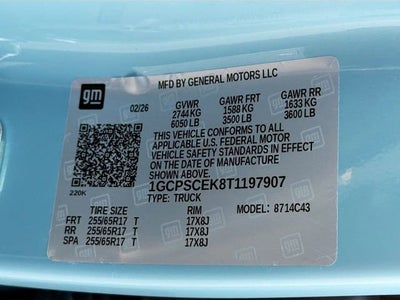 gm
MFD BY GENERAL MOTORS LLC
02/26 GVWR GAWR FRT GAWR RR
2744 KG 1588 KG 1633 KG
6050 LB 3500 LB 3600 LB
THIS VEHICLE CONFORMS TO ALL
APPLICABLE U.S. FEDERAL MOTOR
VEHICLE SAFETY STANDARDS IN EFFECT
ON THE DATE OF MANUFACTURE
SHOWN ABOVE.
1GCPSCEK8T1197907
220K
TYPE: TRUCK MODEL: 8714C43
TIRE SIZE RIM
FRT 255/65R17 T 17X8J
RR 255/65R17 T 17X8J
SPA 255/65R17 T 17X8J